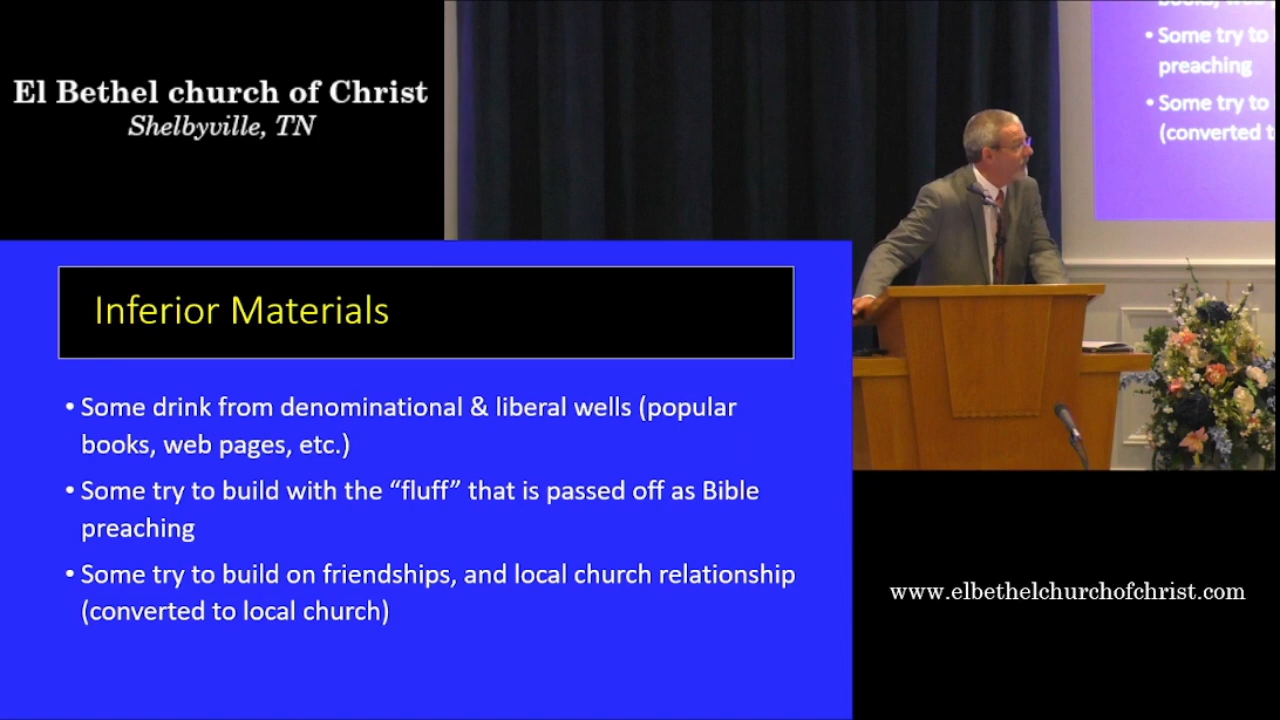 El Bethel church of Christ
Shelbyville, TN
• Some try to
preaching
• Some try to
(converted t
Inferior Materials
• Some drink from denominational & liberal wells (popular
books, web pages, etc.)
• Some try to build with the “fluff” that is passed off as Bible
preaching
• Some try to build on friendships, and local church relationship
(converted to local church)
www.elbethelchurchofchrist.com